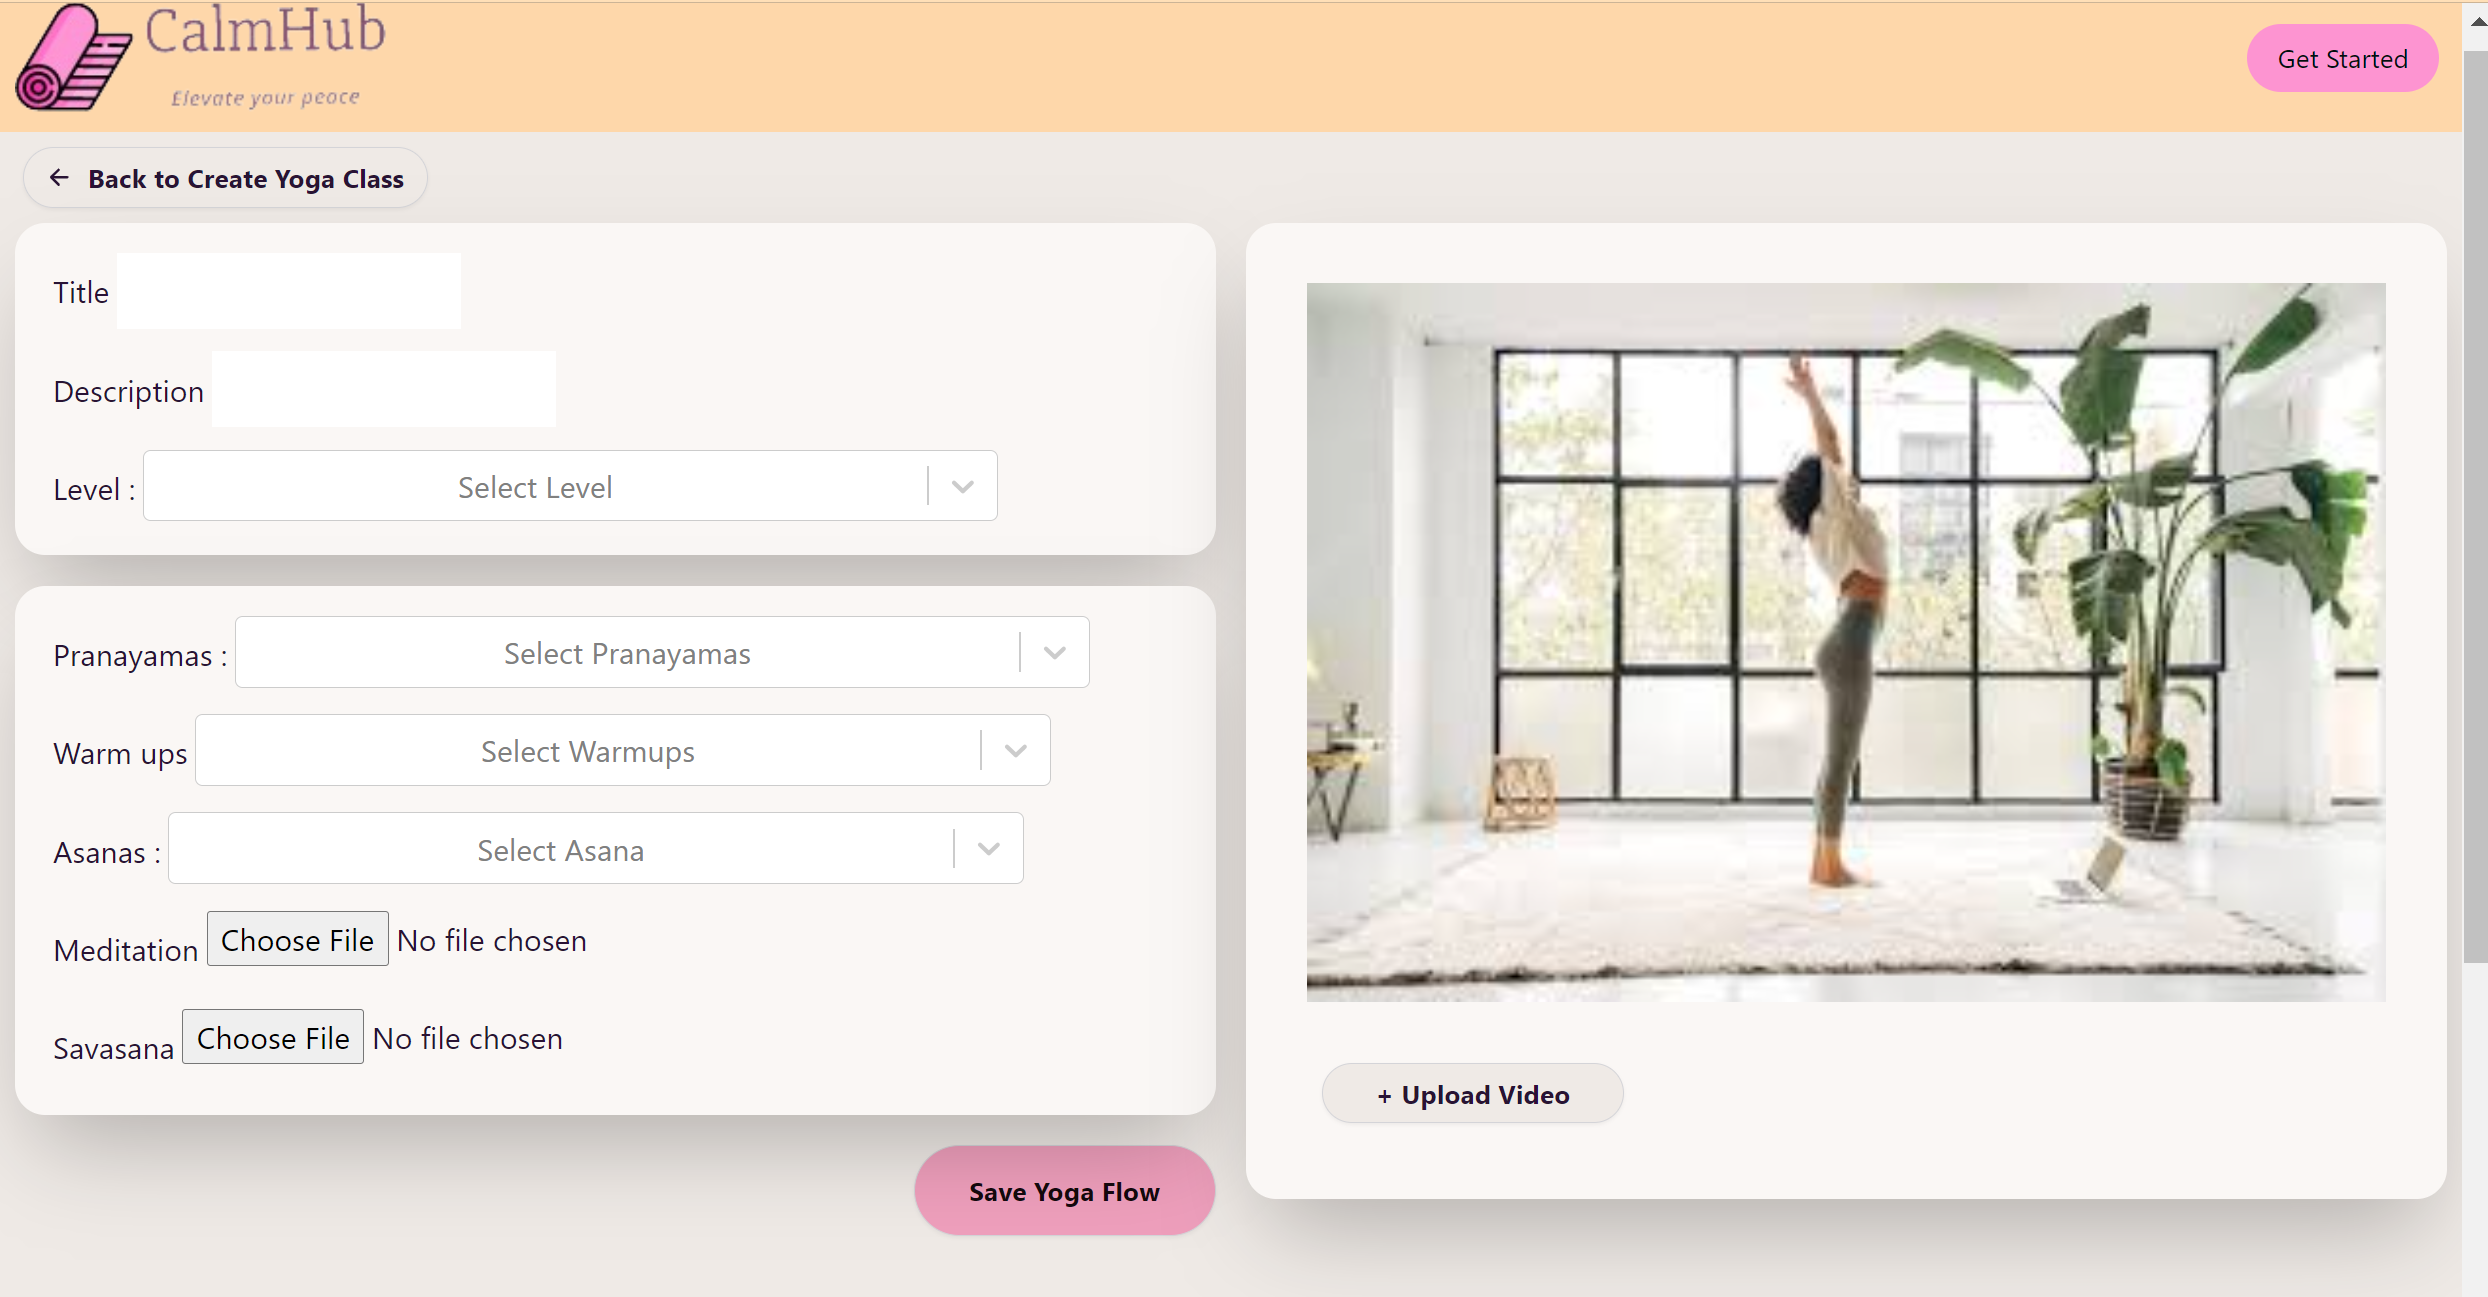 CalmHub
Elevate your peace
Get Started
← Back to Create Yoga Class
Title
Description
Level : Select Level
Pranayamas : Select Pranayamas
Warm ups Select Warmups
Asanas : Select Asana
Meditation Choose File No file chosen
Savasana Choose File No file chosen
+ Upload Video
Save Yoga Flow